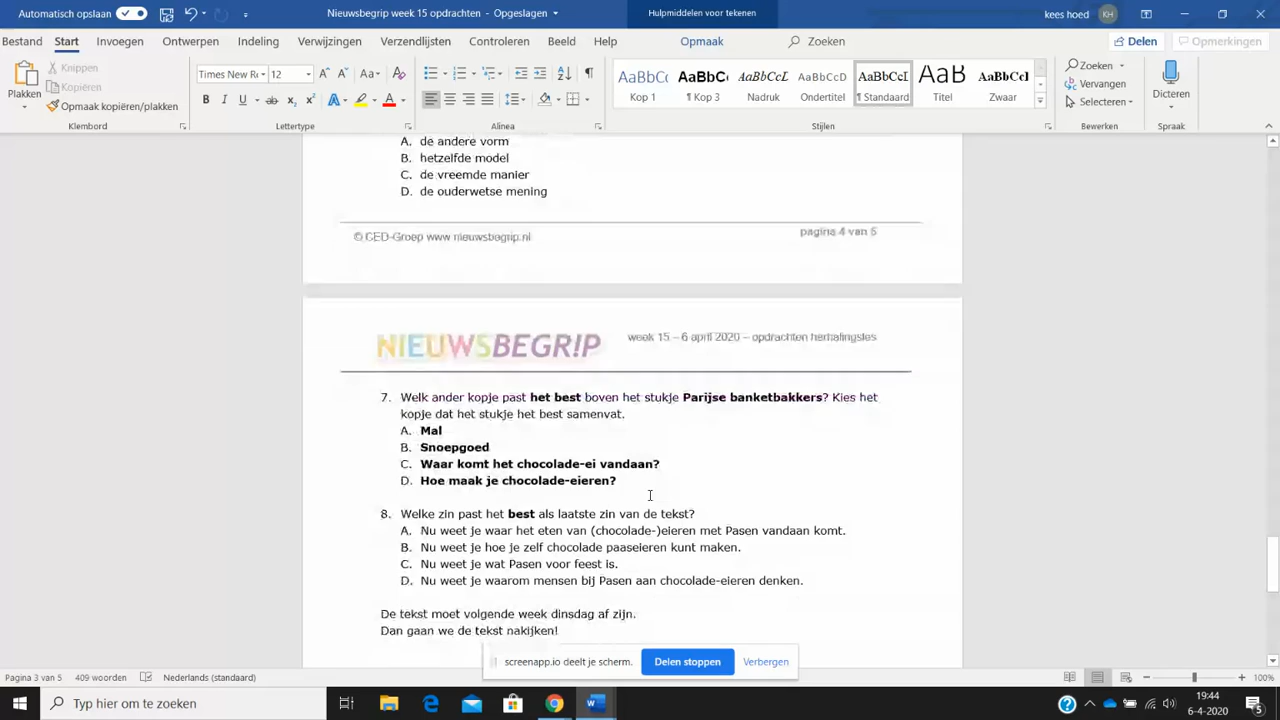 Automatisch opslaan
Nieuwsbegrip week 15 opdrachten - Opgeslagen
Hulpmiddelen voor tekenen
kees hoed KH
Bestand Start Invoegen Ontwerpen Indeling Verwijzingen Verzendlijsten Controleren Beeld Help Opmaak Zoeken Delen Opmerkingen
Plakken
Knippen
Kopiëren
Opmaak kopiëren/plakken
Klembord
Times New R 12
Lettertype
Alinea
AaBbCc AaBbCc AaBbCcL AaBbCcD AaBbCcL AaB AaBbCcI
Kop 1 ¶ Kop 3 Nadruk Ondertitel ¶ Standaard Titel Zwaar
Stijlen
Zoeken
Vervangen
Selecteren
Bewerken
Dicteren
Spraak
A. de andere vorm
B. hetzelfde model
C. de vreemde manier
D. de ouderwetse mening
© CED-Groep www nieuwsbegrip.nl pagina 4 van 5
NIEUWSBEGR!P week 15 – 6 april 2020 – opdrachten herhalingsles
7. Welk ander kopje past het best boven het stukje Parijse banketbakkers? Kies het
kopje dat het stukje het best samenvat.
A. Mal
B. Snoepgoed
C. Waar komt het chocolade-ei vandaan?
D. Hoe maak je chocolade-eieren?
8. Welke zin past het best als laatste zin van de tekst?
A. Nu weet je waar het eten van (chocolade-)eieren met Pasen vandaan komt.
B. Nu weet je hoe je zelf chocolade paaseieren kunt maken.
C. Nu weet je wat Pasen voor feest is.
D. Nu weet je waarom mensen bij Pasen aan chocolade-eieren denken.
De tekst moet volgende week dinsdag af zijn.
Dan gaan we de tekst nakijken!
screenapp.io deelt je scherm. Delen stoppen Verbergen
Pagina 3 van 5 409 woorden Nederlands (standaard) 100%
Typ hier om te zoeken
19:44
6-4-2020
5